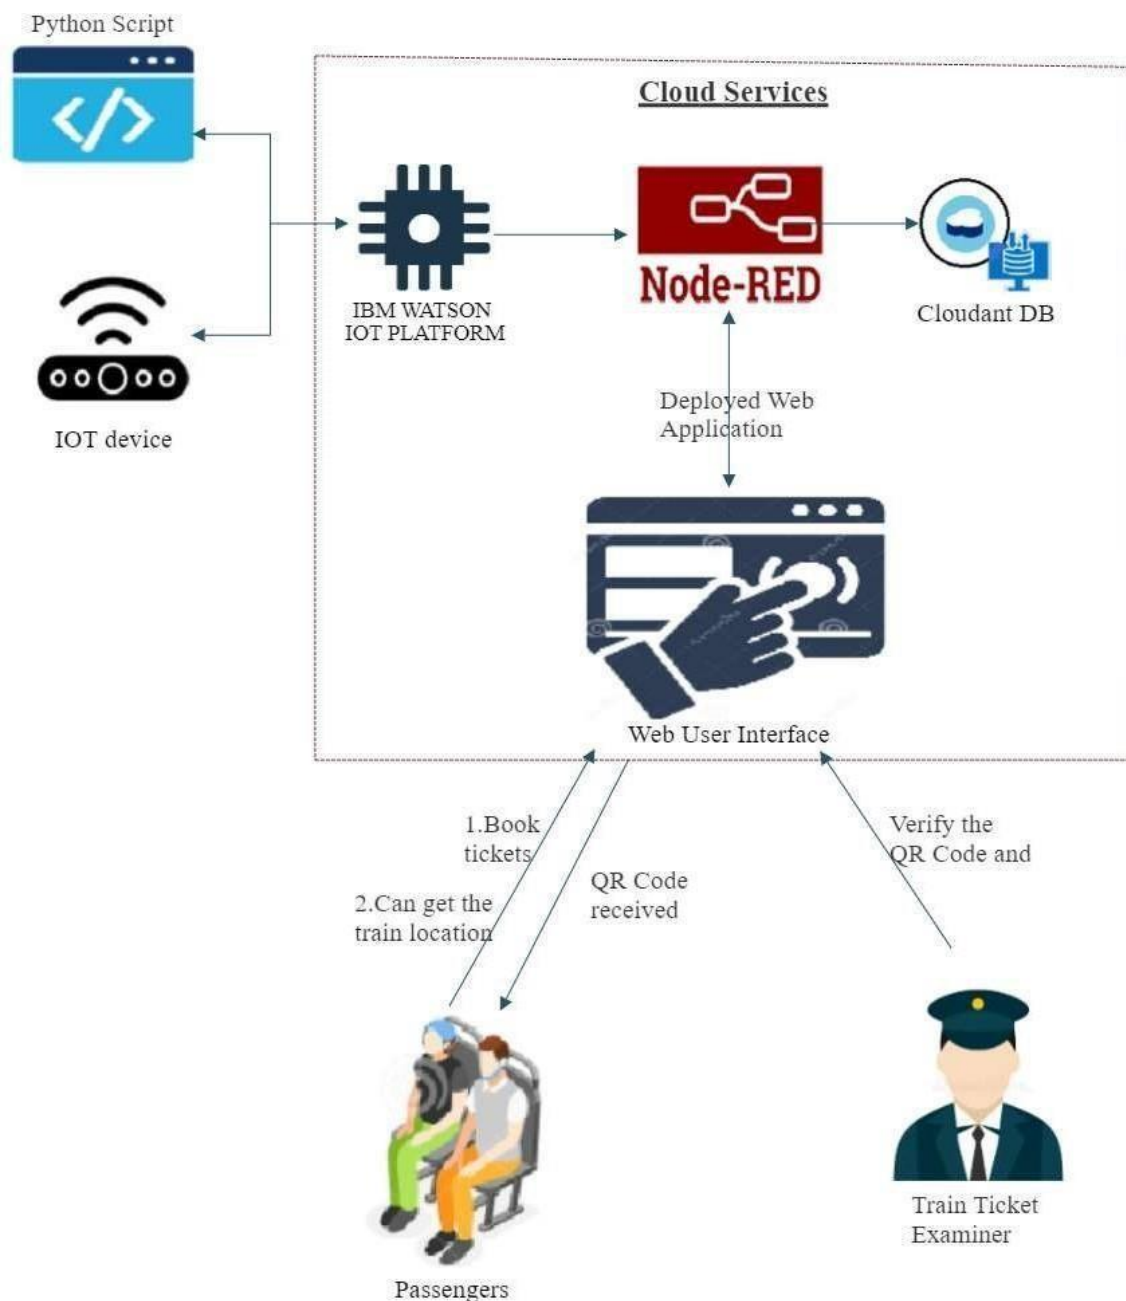 Python Script
Cloud Services
</>
Node-RED
IBM WATSON
IOT PLATFORM
Cloudant DB
Deployed Web
Application
IOT device
Web User Interface
1.Book
tickets
2.Can get the
train location
QR Code
received
Verify the
QR Code and
Train Ticket
Examiner
Passengers